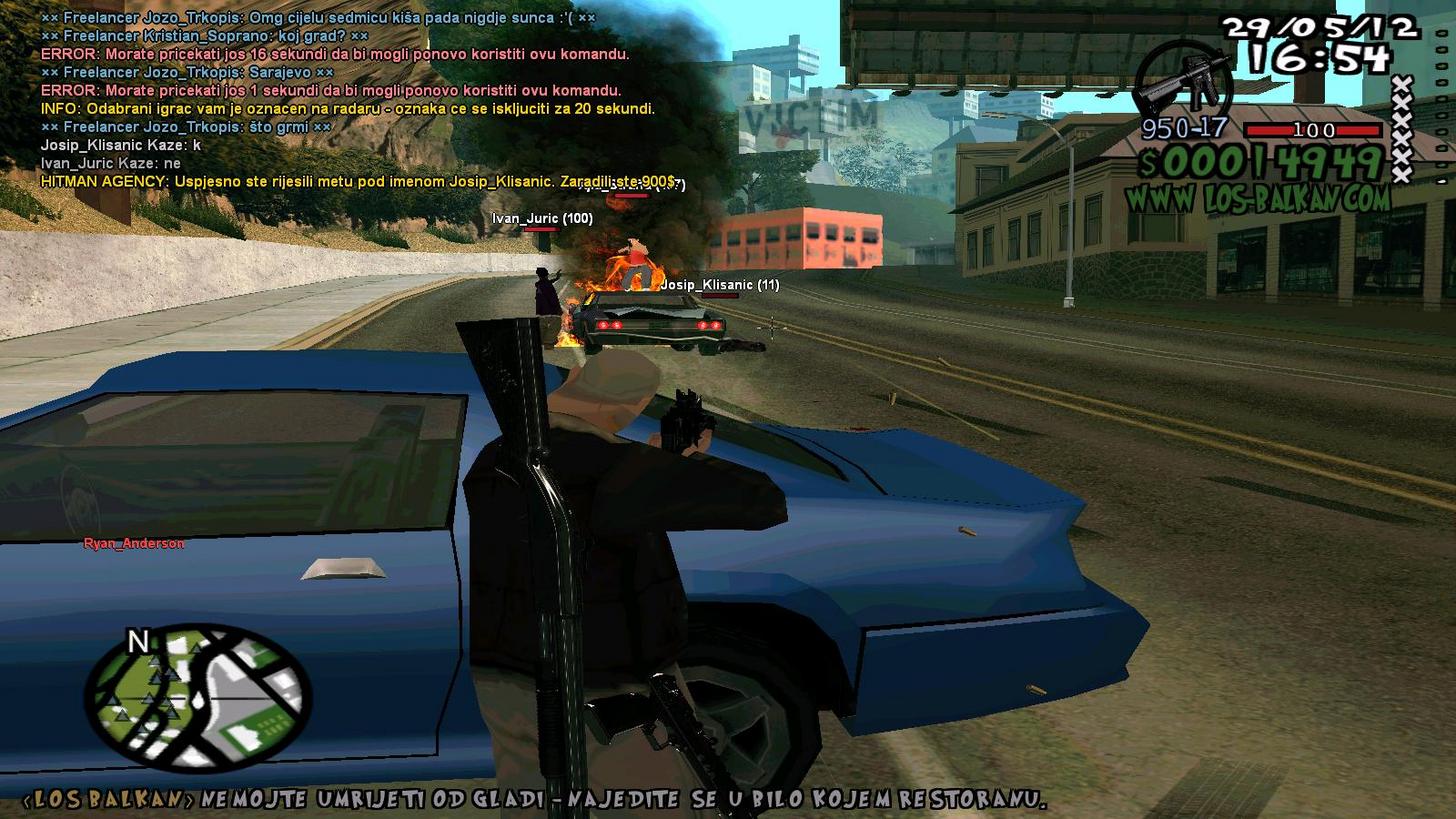 ×× Freelancer Jozo_Trkopis: Omg cijelu sedmicu kiša pada nigdje sunca :'( ××
×× Freelancer Kristian_Soprano: koj grad? ××
ERROR: Morate pricekati jos 16 sekundi da bi mogli ponovo koristiti ovu komandu.
×× Freelancer Jozo_Trkopis: Sarajevo ××
ERROR: Morate pricekati jos 1 sekundi da bi mogli ponovo koristiti ovu komandu.
INFO: Odabrani igrac vam je oznacen na radaru - oznaka ce se iskljuciti za 20 sekundi.
×× Freelancer Jozo_Trkopis: što grmi ××
Josip_Klisanic Kaze: k
Ivan_Juric Kaze: ne
HITMAN AGENCY: Uspjesno ste rijesili metu pod imenom Josip_Klisanic. Zaradili ste 900$.
29/05/12
16:54
950-17
100
$00014949
WWW LOS-BALKAN.COM
Ivan_Juric (100)
Josip_Klisanic (11)
Ryan_Anderson
N
<LOS BALKAN> NEMOJTE UMRIJETI OD GLADI - NAJEDITE SE U BILO KOJEM RESTORANU.